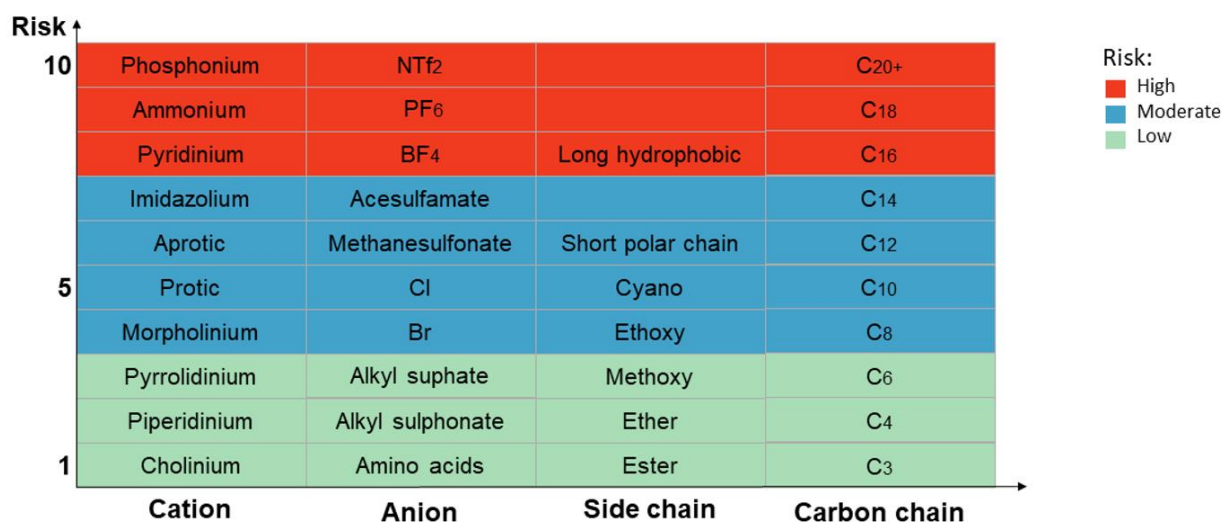 Risk
10 Phosphonium NTf2 C20+
Ammonium PF6 C18
Pyridinium BF4 Long hydrophobic C16
Imidazolium Acesulfamate C14
Aprotic Methanesulfonate Short polar chain C12
5 Protic Cl Cyano C10
Morpholinium Br Ethoxy C8
Pyrrolidinium Alkyl suphate Methoxy C6
Piperidinium Alkyl sulphonate Ether C4
1 Cholinium Amino acids Ester C3
Cation Anion Side chain Carbon chain
Risk:
High
Moderate
Low